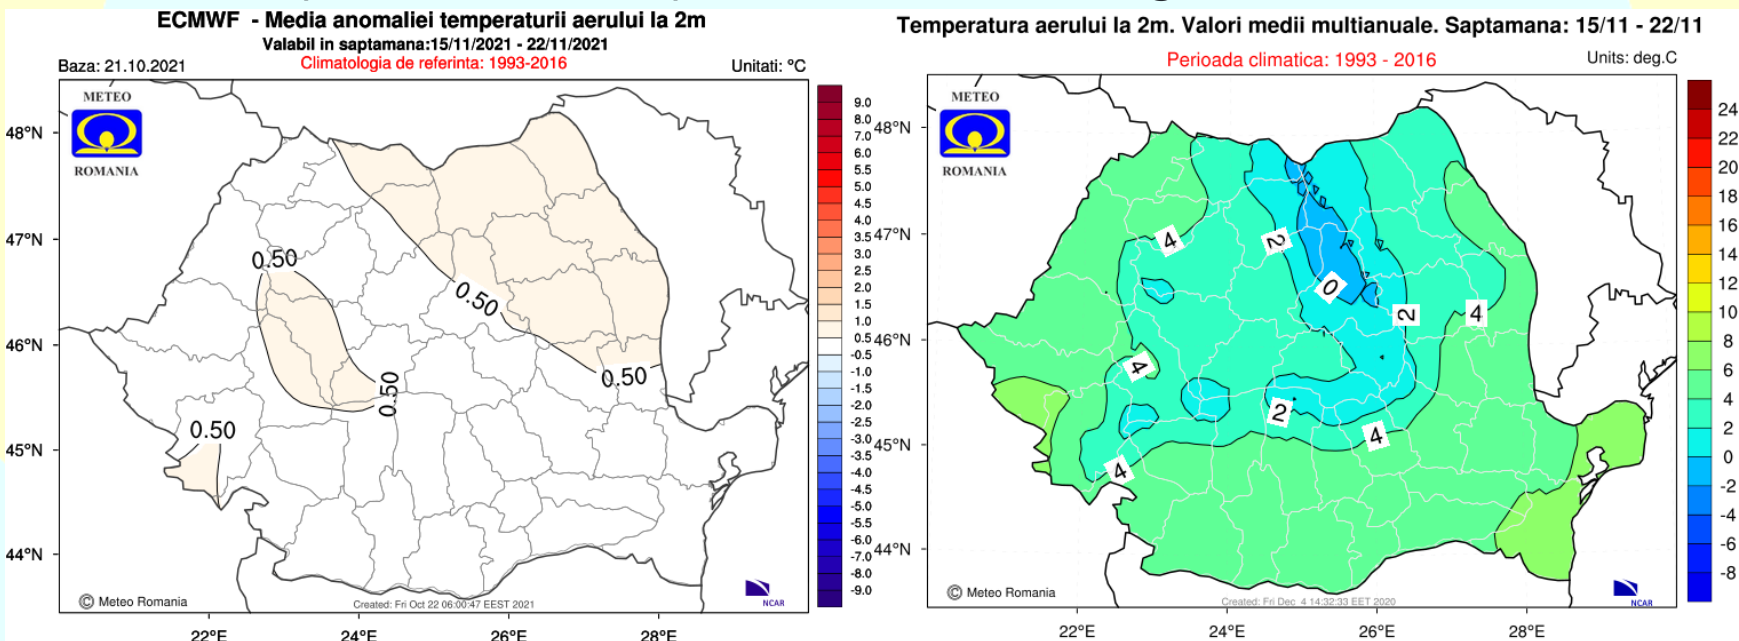 ECMWF - Media anomaliei temperaturii aerului la 2m
Valabil in saptamana:15/11/2021 - 22/11/2021
Baza: 21.10.2021
Climatologia de referinta: 1993-2016
Unitati: ºC
METEO
ROMANIA
48°N
47°N
46°N
45°N
44°N
0.50
0.50
0.50
0.50
0.50
9.0
8.0
7.0
6.0
5.5
5.0
4.5
4.0
3.5
3.0
2.5
2.0
1.5
1.0
0.5
-0.5
-1.0
-1.5
-2.0
-2.5
-3.0
-3.5
-4.0
-4.5
-5.0
-5.5
-6.0
-7.0
-8.0
-9.0
© Meteo Romania
Created: Fri Oct 22 06:00:47 EEST 2021
NCAR
22°E
24°E
26°E
28°E
Temperatura aerului la 2m. Valori medii multianuale. Saptamana: 15/11 - 22/11
Perioada climatica: 1993 - 2016
Units: deg.C
METEO
ROMANIA
48°N
47°N
46°N
45°N
44°N
4
2
0
2
4
4
2
4
4
24
22
20
18
16
14
12
10
8
6
4
2
0
-2
-4
-6
-8
© Meteo Romania
Created: Fri Dec 4 14:32:33 EET 2020
NCAR
22°E
24°E
26°E
28°E